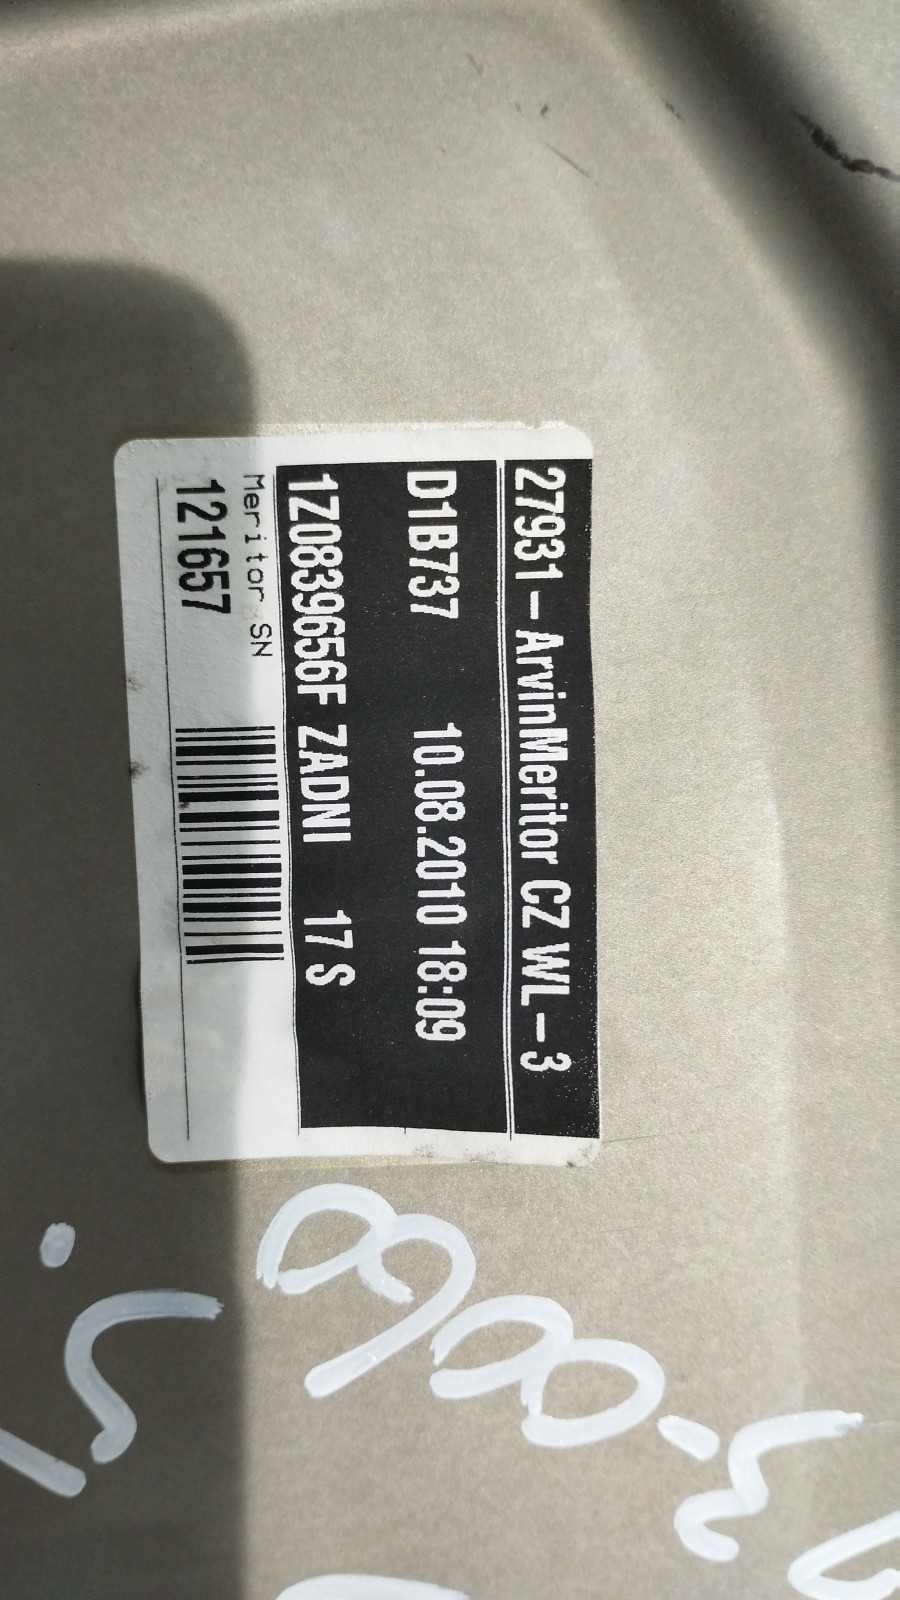 27931-ArvinMeritor CZ WL-3
D1B737 10.08.2010 18:09
1Z0839656F ZADNI 17 S
Meritor SN
121657